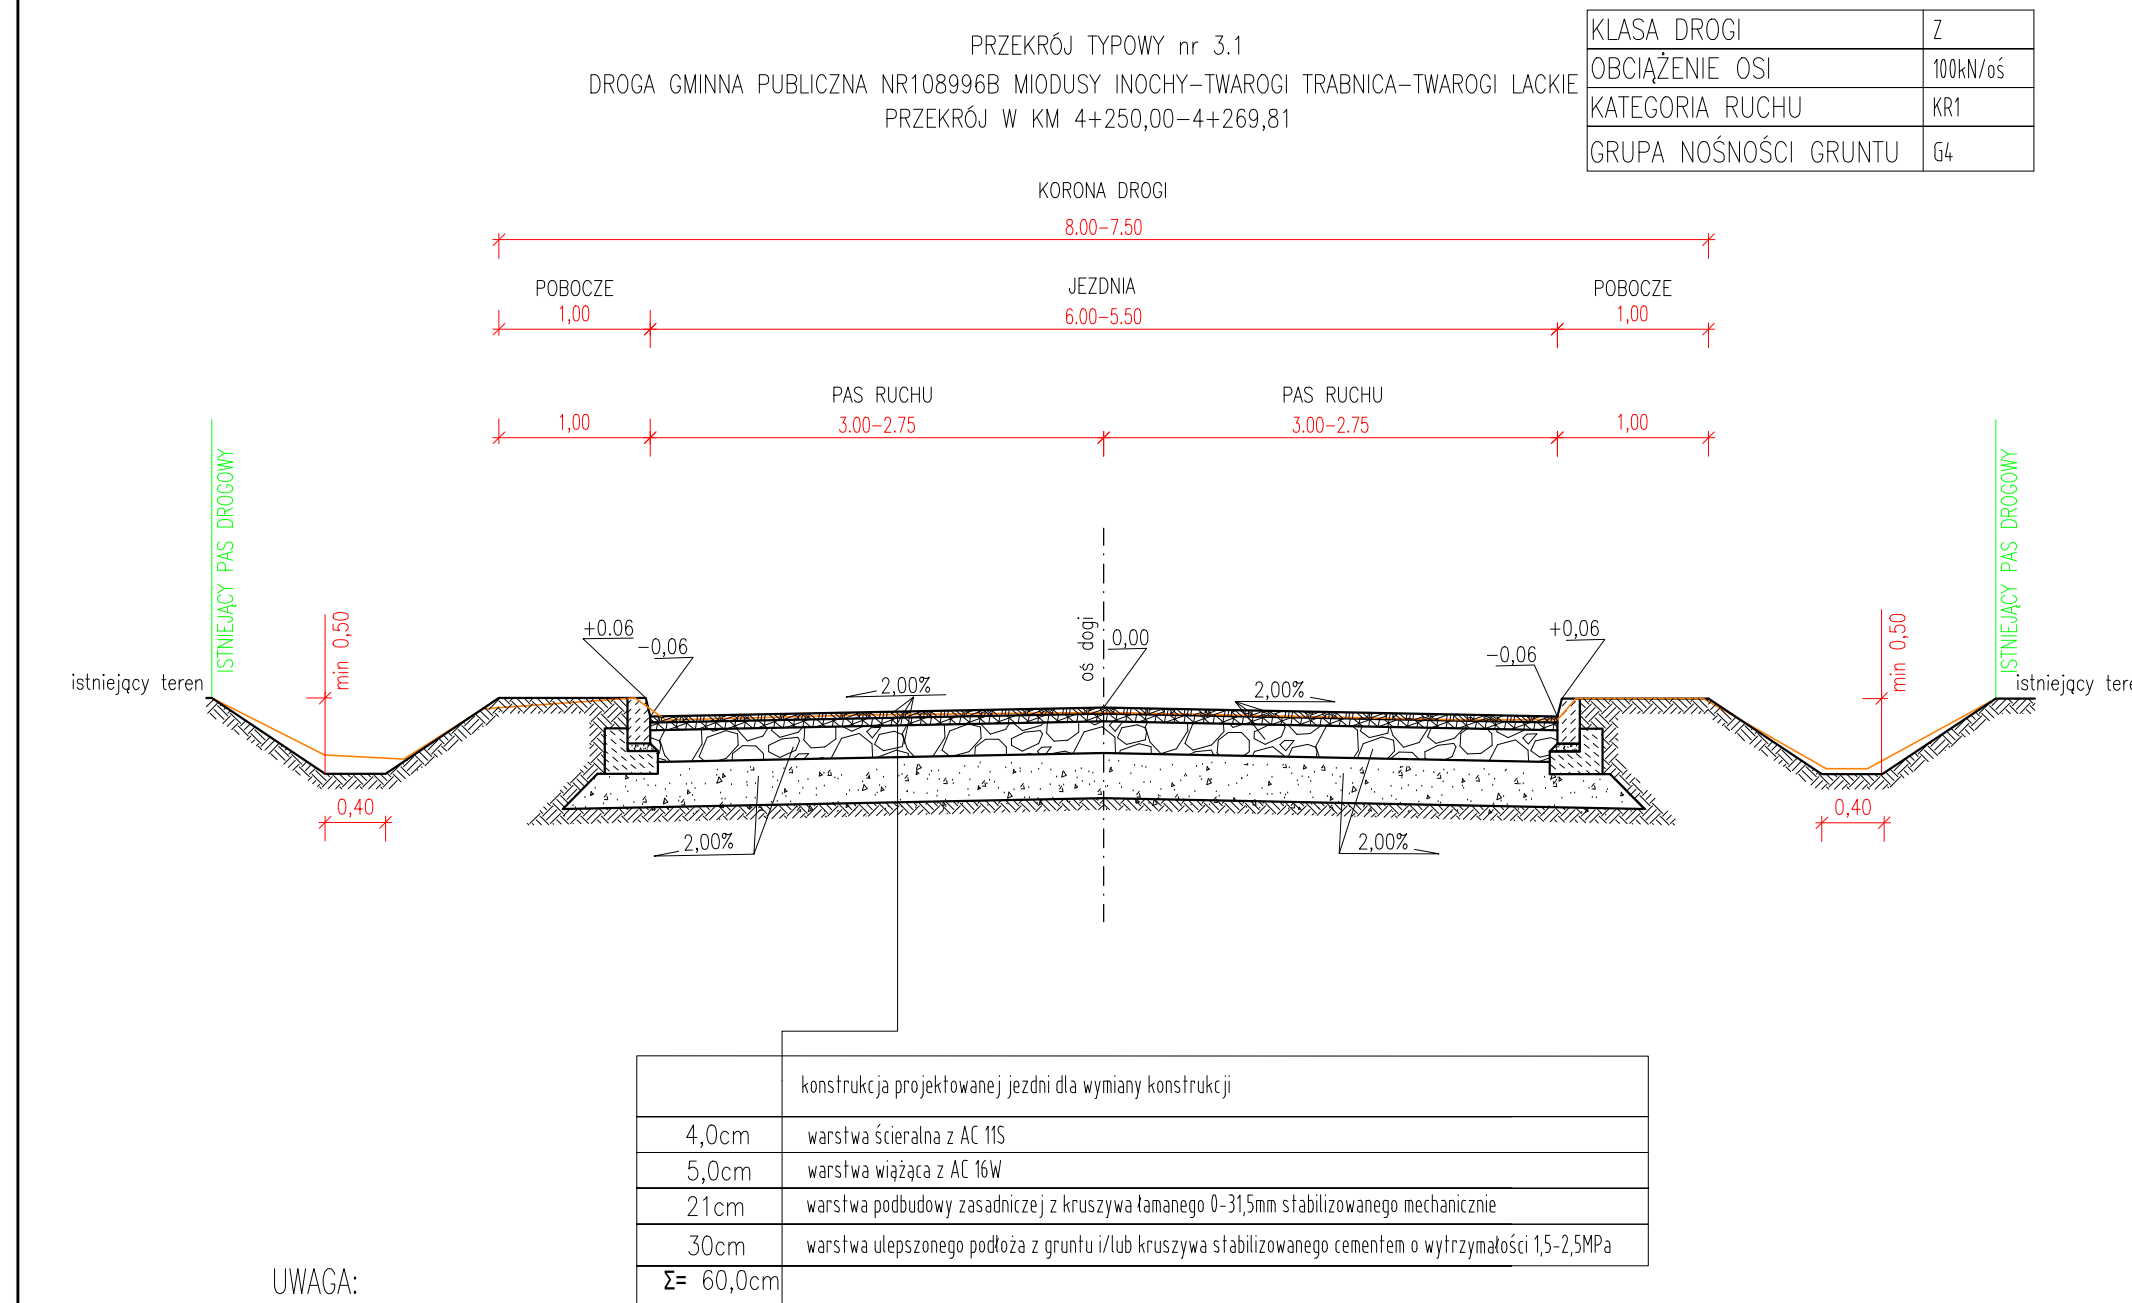 PRZEKRÓJ TYPOWY nr 3.1
DROGA GMINNA PUBLICZNA NR108996B MIODUSY INOCHY-TWAROGI TRABNICA-TWAROGI LACKIE
PRZEKRÓJ W KM 4+250,00-4+269,81
KLASA DROGI Z
OBCIĄŻENIE OSI 100kN/oś
KATEGORIA RUCHU KR1
GRUPA NOŚNOŚCI GRUNTU G4
KORONA DROGI
8.00-7.50
POBOCZE JEZDNIA POBOCZE
1,00 6.00-5.50 1,00
PAS RUCHU PAS RUCHU
1,00 3.00-2.75 3.00-2.75 1,00
ISTNIEJĄCY PAS DROGOWY
ISTNIEJĄCY PAS DROGOWY
min 0,50
min 0,50
oś dogi
+0.06 -0,06 0,00 -0,06 +0,06
istniejący teren
istniejący tere
2,00% 2,00%
0,40 0,40
2,00% 2,00%
konstrukcja projektowanej jezdni dla wymiany konstrukcji
4,0cm warstwa ścieralna z AC 11S
5,0cm warstwa wiążąca z AC 16W
21cm warstwa podbudowy zasadniczej z kruszywa łamanego 0-31,5mm stabilizowanego mechanicznie
30cm warstwa ulepszonego podłoża z gruntu i/lub kruszywa stabilizowanego cementem o wytrzymałości 1,5-2,5MPa
Σ= 60,0cm
UWAGA: